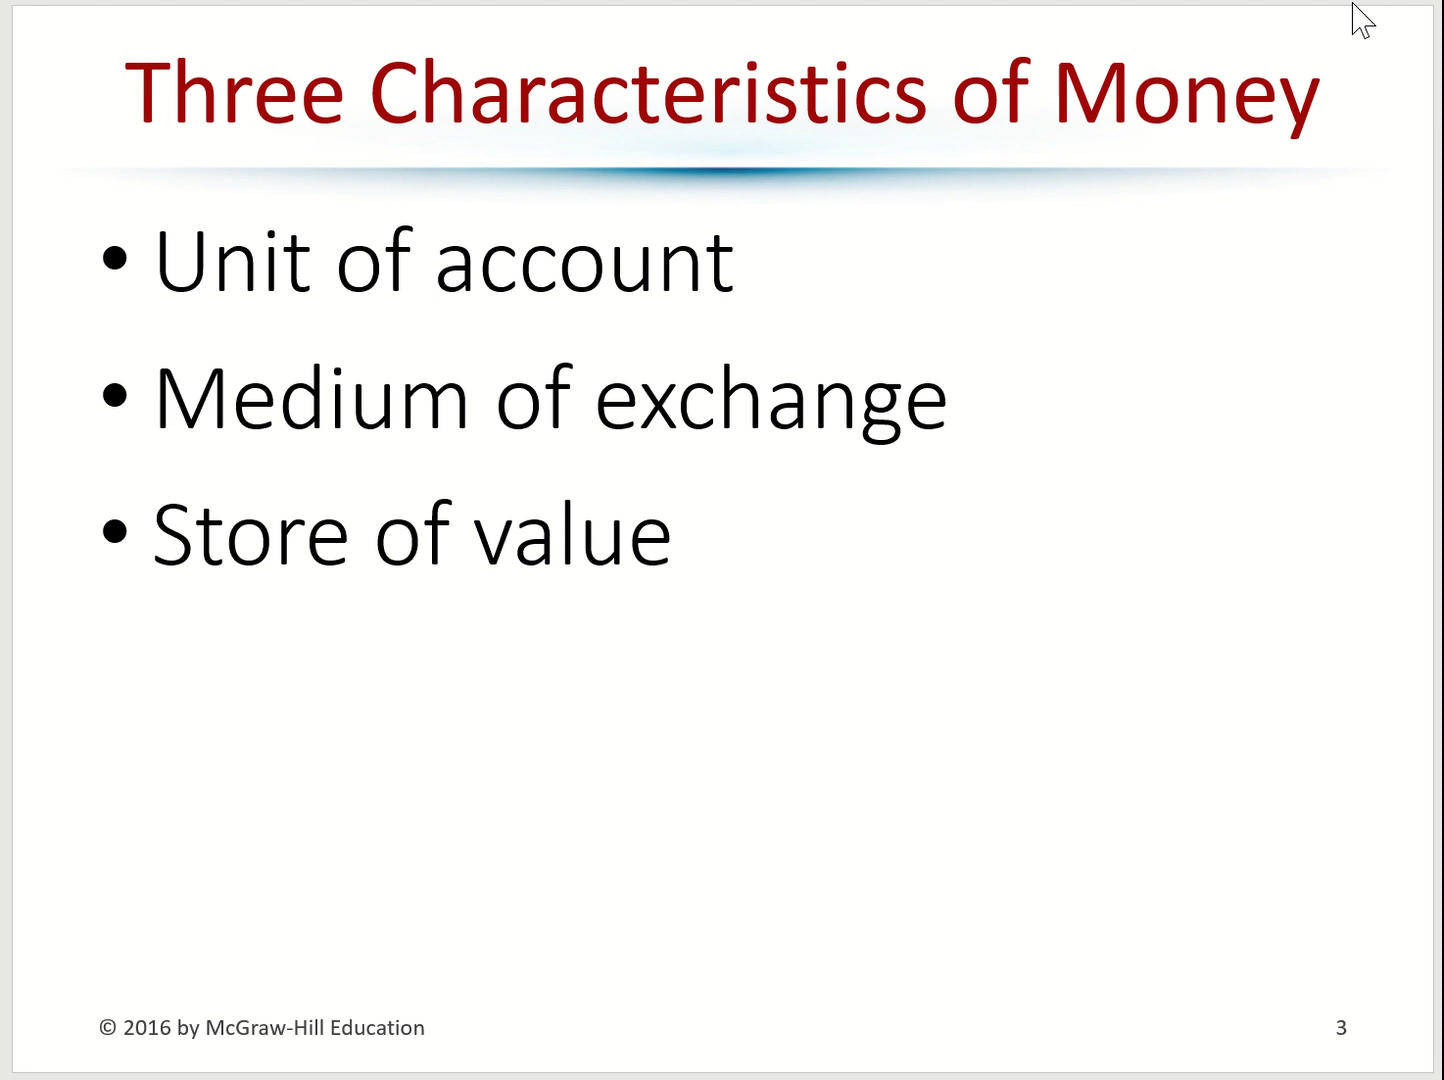 Three Characteristics of Money
• Unit of account
• Medium of exchange
• Store of value
© 2016 by McGraw-Hill Education
3